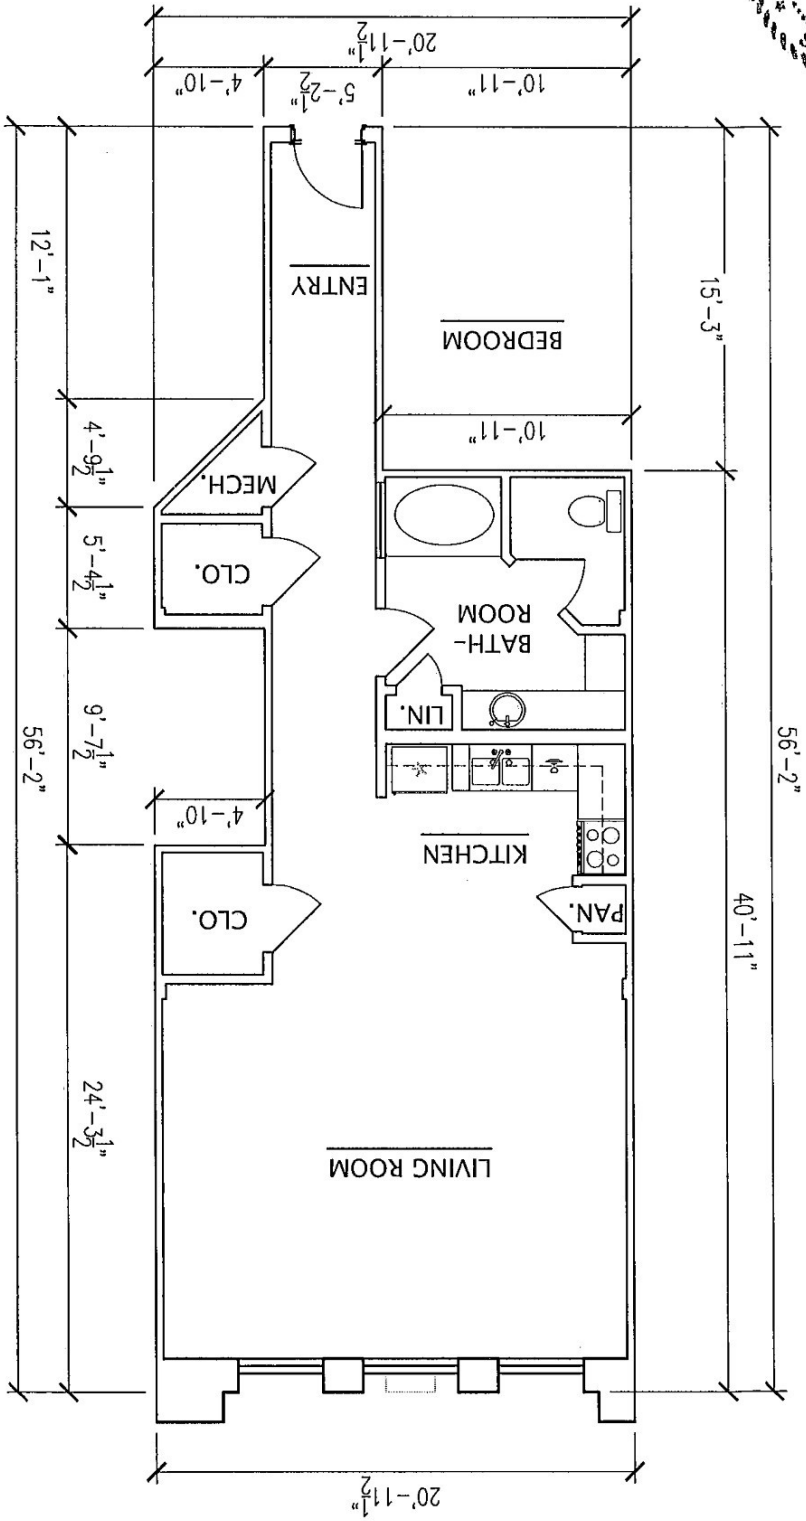 20'-11½"
4'-10"
5'-2½"
10'-11"
12'-1"
15'-3"
ENTRY
BEDROOM
10'-11"
4'-9½"
MECH.
5'-4½"
CLO.
BATH-
ROOM
LIN.
9'-7½"
56'-2"
56'-2"
4'-10"
KITCHEN
CLO.
PAN.
40'-11"
24'-3½"
LIVING ROOM
20'-11½"